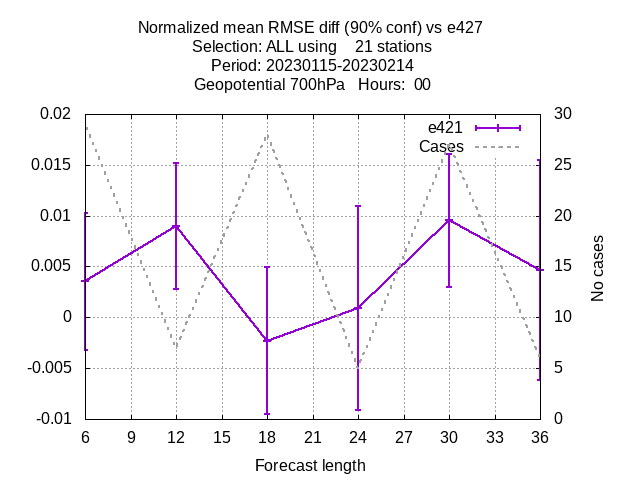 Normalized mean RMSE diff (90% conf) vs e427
Selection: ALL using    21 stations
Period: 20230115-20230214
Geopotential 700hPa   Hours:  00
0.02
0.015
0.01
0.005
0
-0.005
-0.01
30
25
20
15
10
5
0
e421
Cases
No cases
6 9 12 15 18 21 24 27 30 33 36
Forecast length